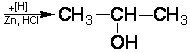 +[H]
Zn, HCl
CH3—CH—CH3
OH